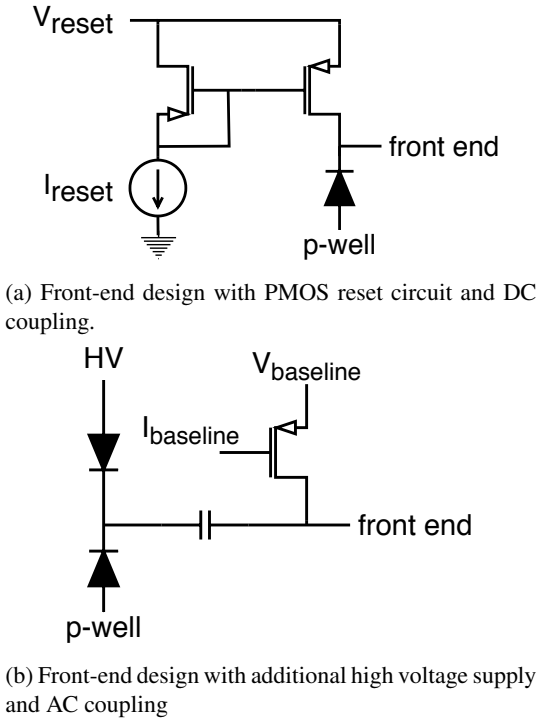 Vreset
front end
Ireset
p-well
(a) Front-end design with PMOS reset circuit and DC
coupling.
HV
Vbaseline
Ibaseline
front end
p-well
(b) Front-end design with additional high voltage supply
and AC coupling